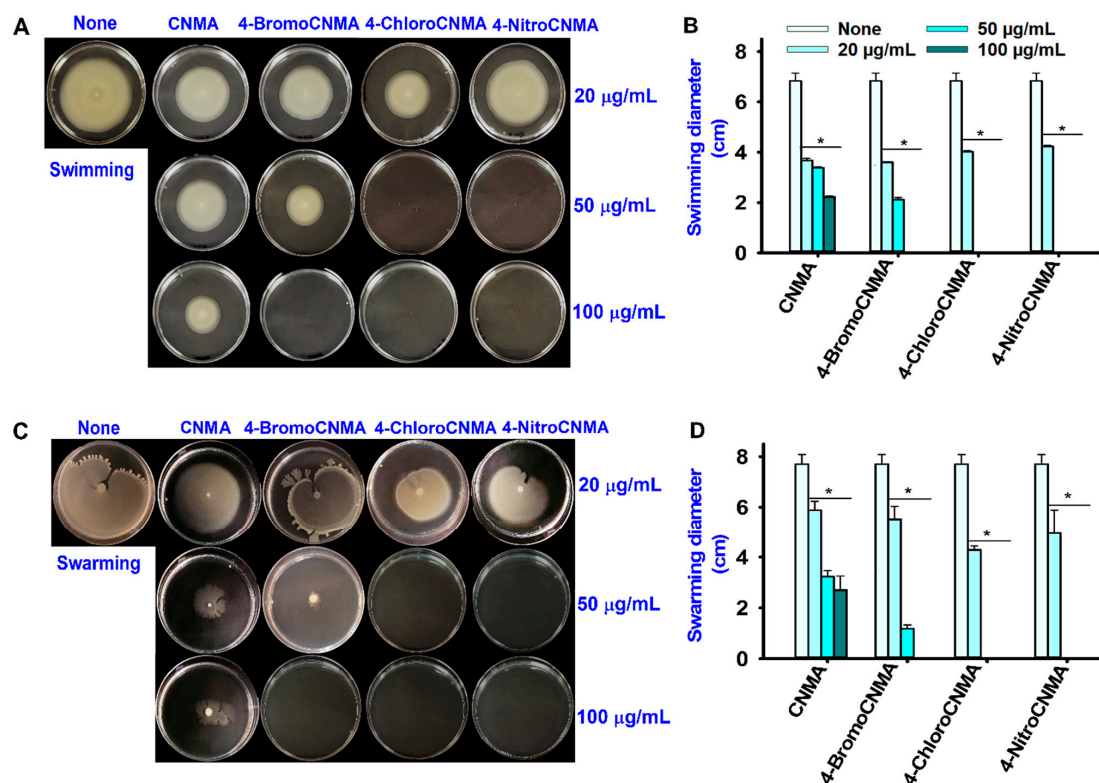 A
None
CNMA
4-BromoCNMA
4-ChloroCNMA
4-NitroCNMA
20 µg/mL
Swimming
50 µg/mL
100 µg/mL
B
None
50 µg/mL
20 µg/mL
100 µg/mL
Swimming diameter
(cm)
8
6
4
2
0
*
*
*
*
CNMA
4-BromoCNMA
4-ChloroCNMA
4-NitroCNMA
C
None
CNMA
4-BromoCNMA
4-ChloroCNMA
4-NitroCNMA
20 µg/mL
Swarming
50 µg/mL
100 µg/mL
D
Swarming diameter
(cm)
8
6
4
2
0
*
*
*
*
CNMA
4-BromoCNMA
4-ChloroCNMA
4-NitroCNMA